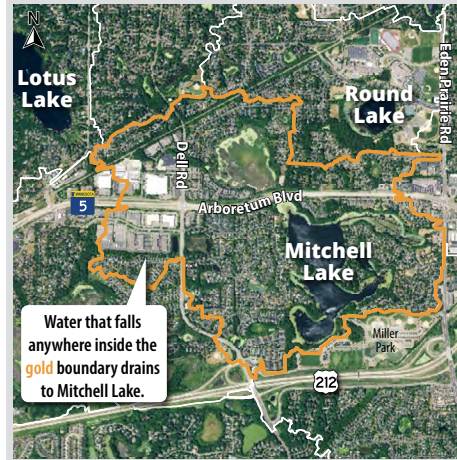 N
Lotus
Lake
Round
Lake
Eden Prairie Rd
Dell Rd
MINNESOTA
5
Arboretum Blvd
Mitchell
Lake
Water that falls
anywhere inside the
gold boundary drains
to Mitchell Lake.
Miller
Park
212